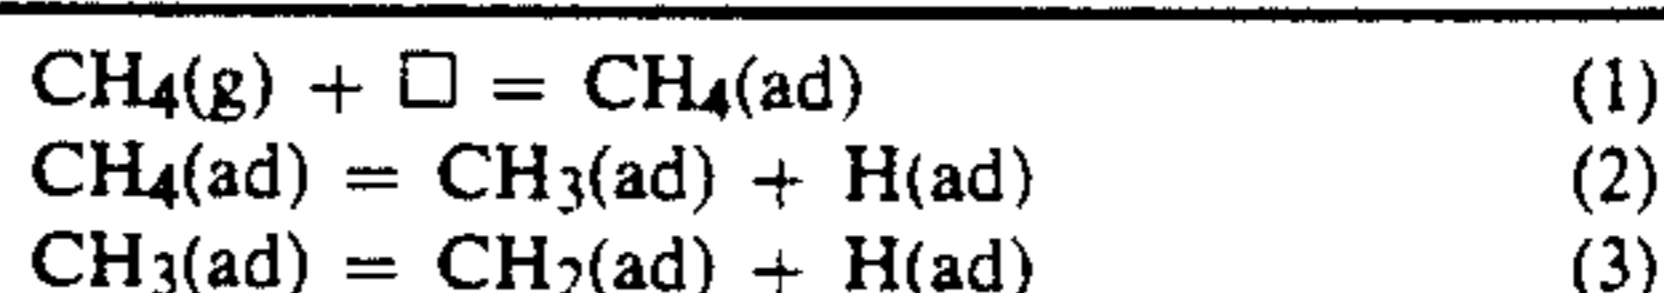 CH₄(g) + □ = CH₄(ad) (1)
CH₄(ad) = CH₃(ad) + H(ad) (2)
CH₃(ad) = CH₂(ad) + H(ad) (3)